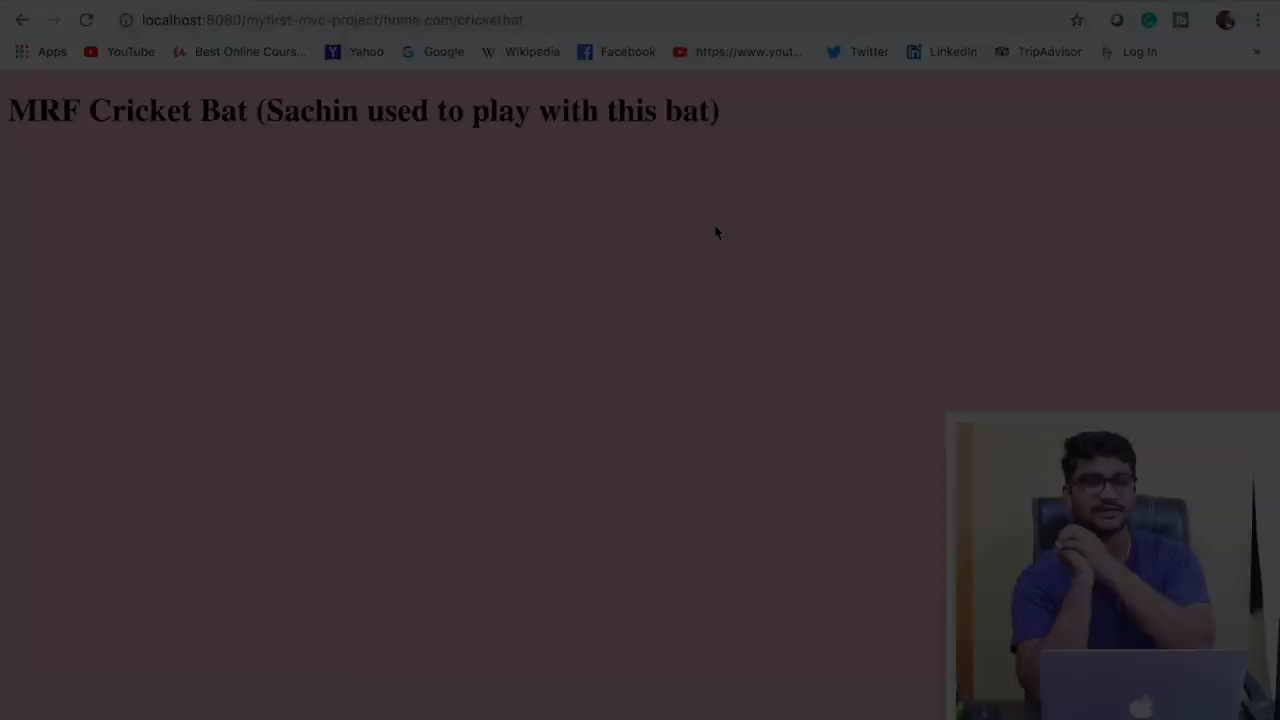 localhost:8080/myfirst-mvc-project/home.com/cricketbat
Apps YouTube Best Online Cours... Yahoo Google Wikipedia Facebook https://www.yout... Twitter LinkedIn TripAdvisor Log In »
MRF Cricket Bat (Sachin used to play with this bat)